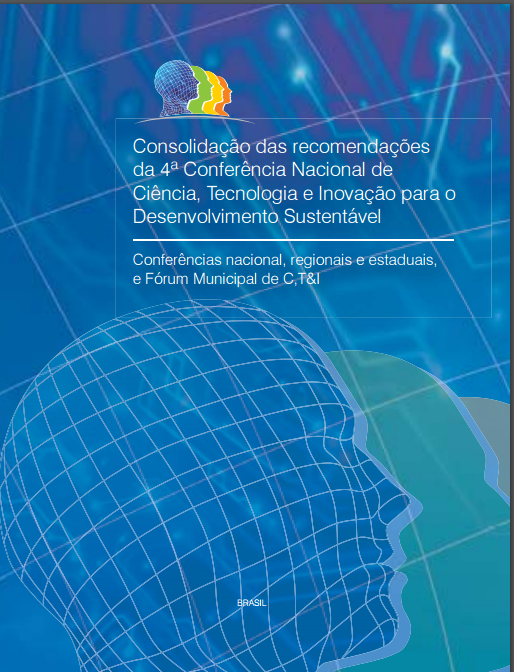 Consolidação das recomendações
da 4ª Conferência Nacional de
Ciência, Tecnologia e Inovação para o
Desenvolvimento Sustentável
Conferências nacional, regionais e estaduais,
e Fórum Municipal de C,T&I
BRASIL